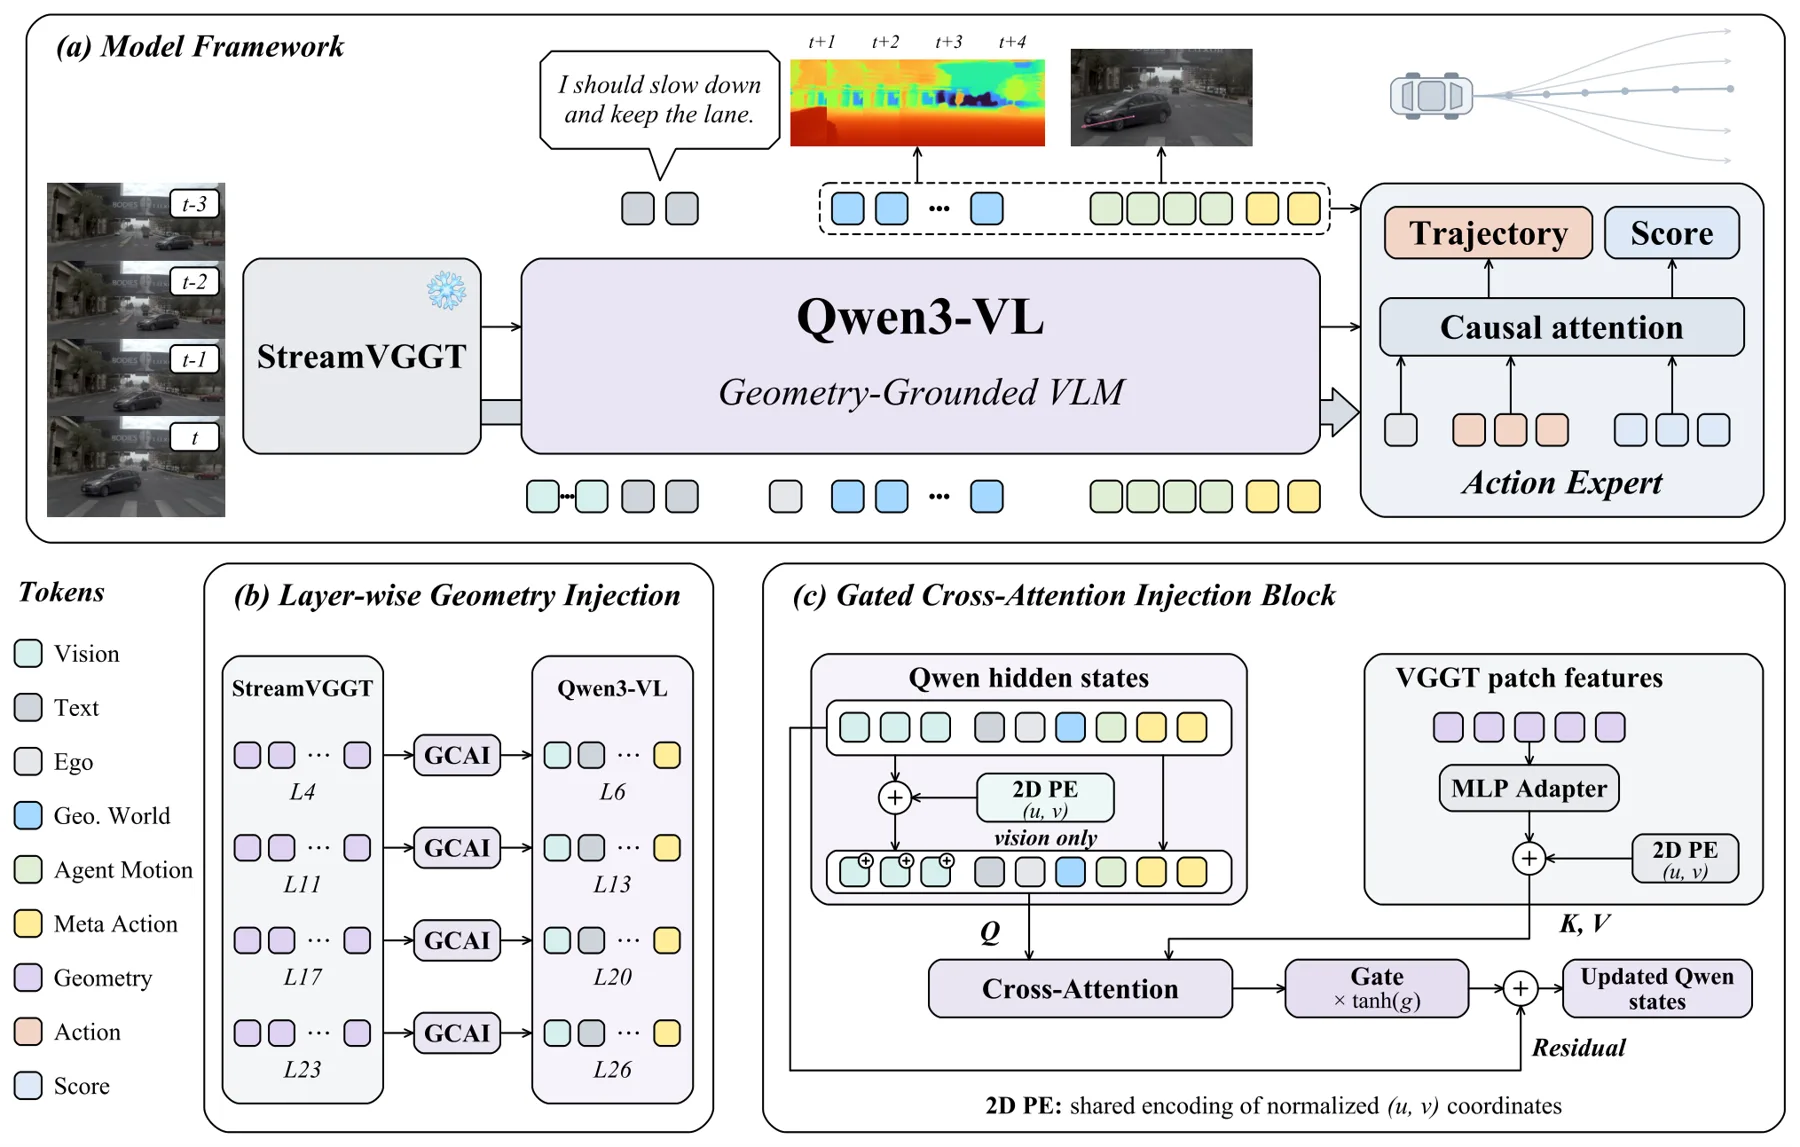 (a) Model Framework
I should slow down
and keep the lane.
t+1 t+2 t+3 t+4
t-3
t-2
t-1
t
StreamVGGT
Qwen3-VL
Geometry-Grounded VLM
Trajectory Score
Causal attention
Action Expert
Tokens
Vision
Text
Ego
Geo. World
Agent Motion
Meta Action
Geometry
Action
Score
(b) Layer-wise Geometry Injection
StreamVGGT Qwen3-VL
... GCAI ...
L4 L6
... GCAI ...
L11 L13
... GCAI ...
L17 L20
... GCAI ...
L23 L26
(c) Gated Cross-Attention Injection Block
Qwen hidden states
2D PE
(u, v)
vision only
VGGT patch features
MLP Adapter
2D PE
(u, v)
Q
K, V
Cross-Attention
Gate
× tanh(g)
Updated Qwen
states
Residual
2D PE: shared encoding of normalized (u, v) coordinates